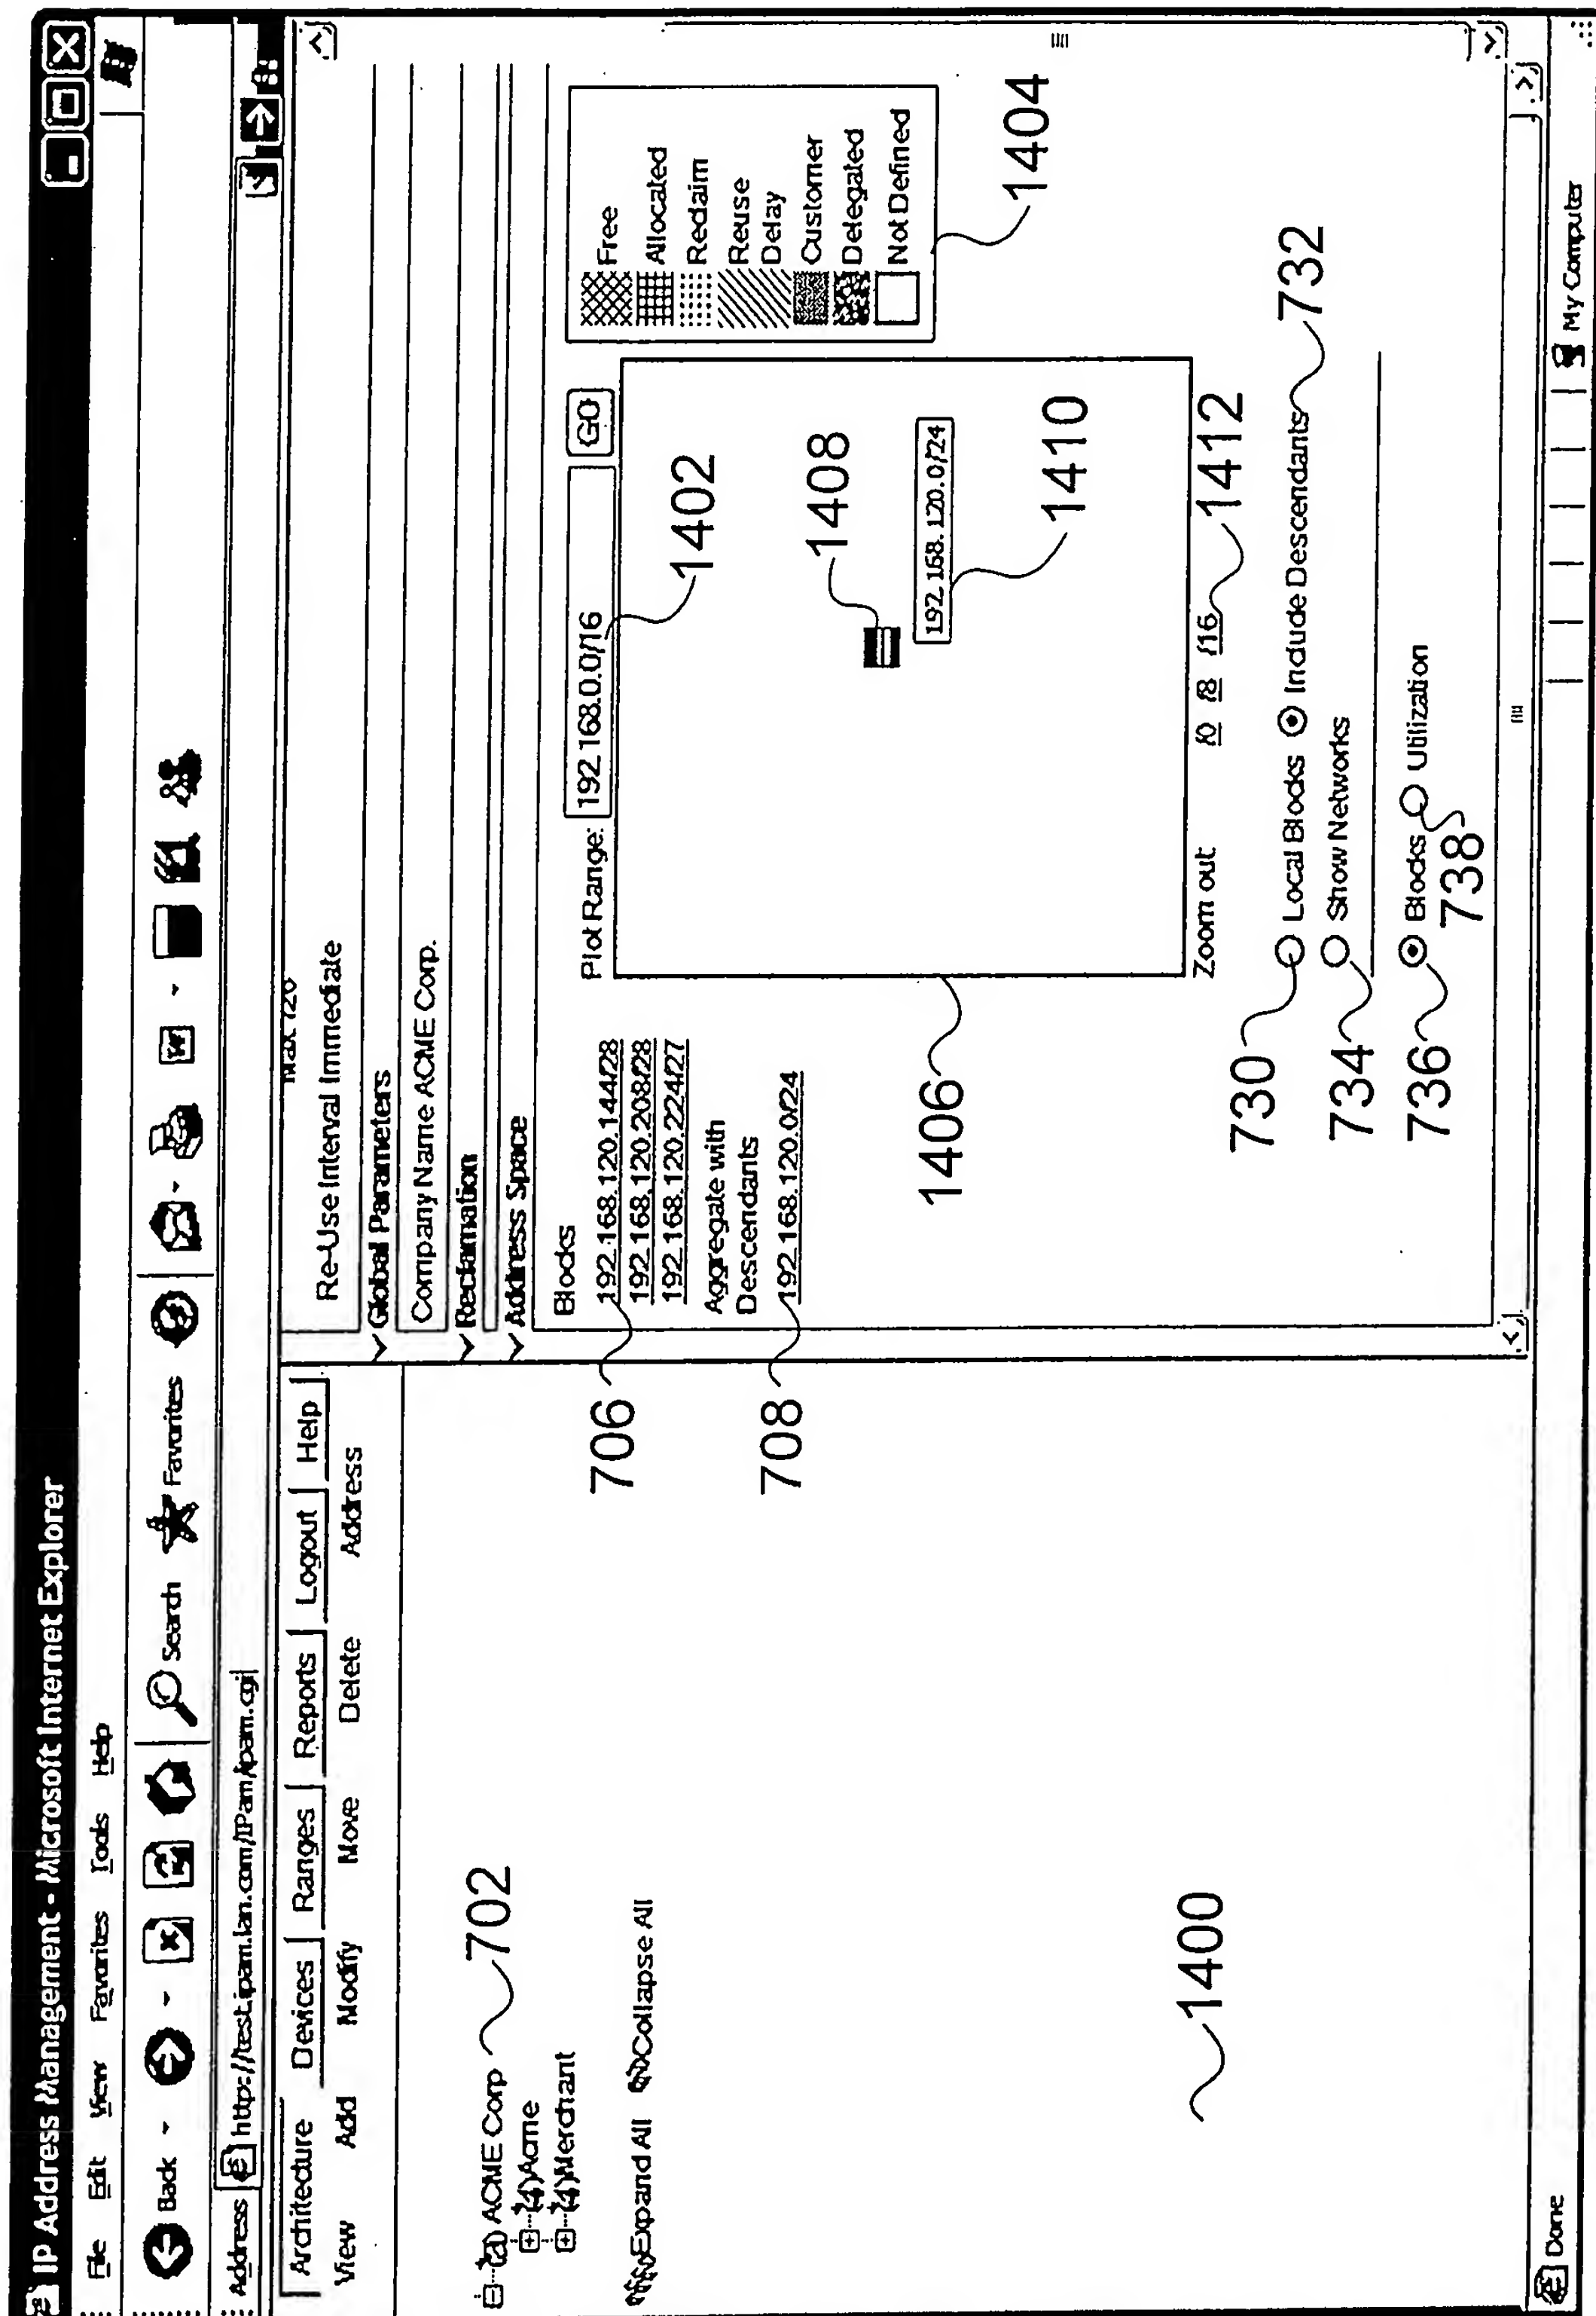 IP Address Management - Microsoft Internet Explorer
File Edit View Favorites Tools Help
Back Search Favorites
Address http://test.ipam.lan.com/IPam/ipam.cgi
Architecture Devices Ranges Reports Logout Help
View Add Modify Move Delete Address
ACME Corp 702
Acme
Merchant
Expand All Collapse All
1400
Max /26
Re-Use Interval Immediate
Global Parameters
Company Name ACME Corp.
Reclamation
Address Space
Blocks
192.168.120.144/28
192.168.120.208/28
192.168.120.224/27
706
Aggregate with
Descendants
192.168.120.0/24
708
Plot Range: 192.168.0.0/16 GO
1402
1408
192.168.120.0/24
1410
1406
Zoom out: /0 /8 /16
1412
Free
Allocated
Reclaim
Reuse
Delay
Customer
Delegated
Not Defined
1404
Local Blocks Include Descendants
730
732
Show Networks
734
Blocks Utilization
736
738
Done My Computer